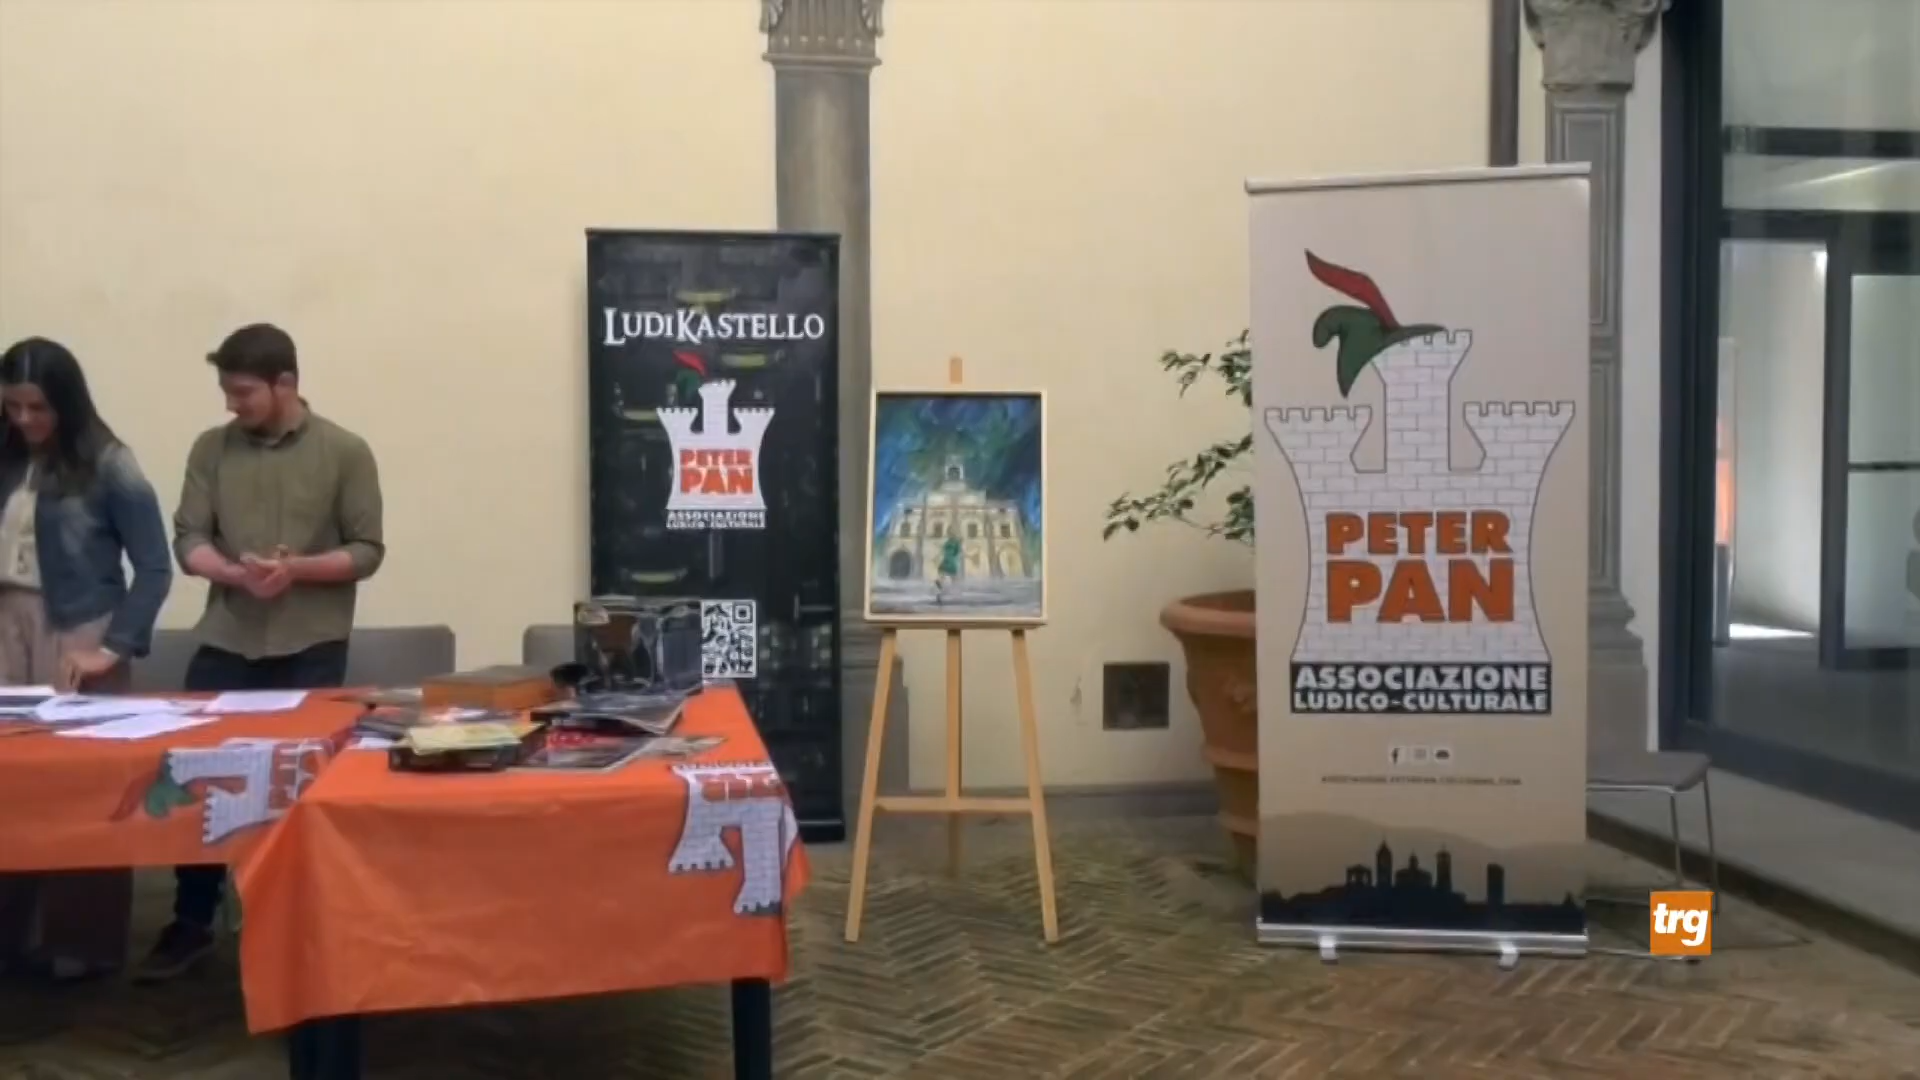 LUDIKASTELLO
PETER
PAN
ASSOCIAZIONE
LUDICO-CULTURALE
PETER
PAN
ASSOCIAZIONE
LUDICO-CULTURALE
trg